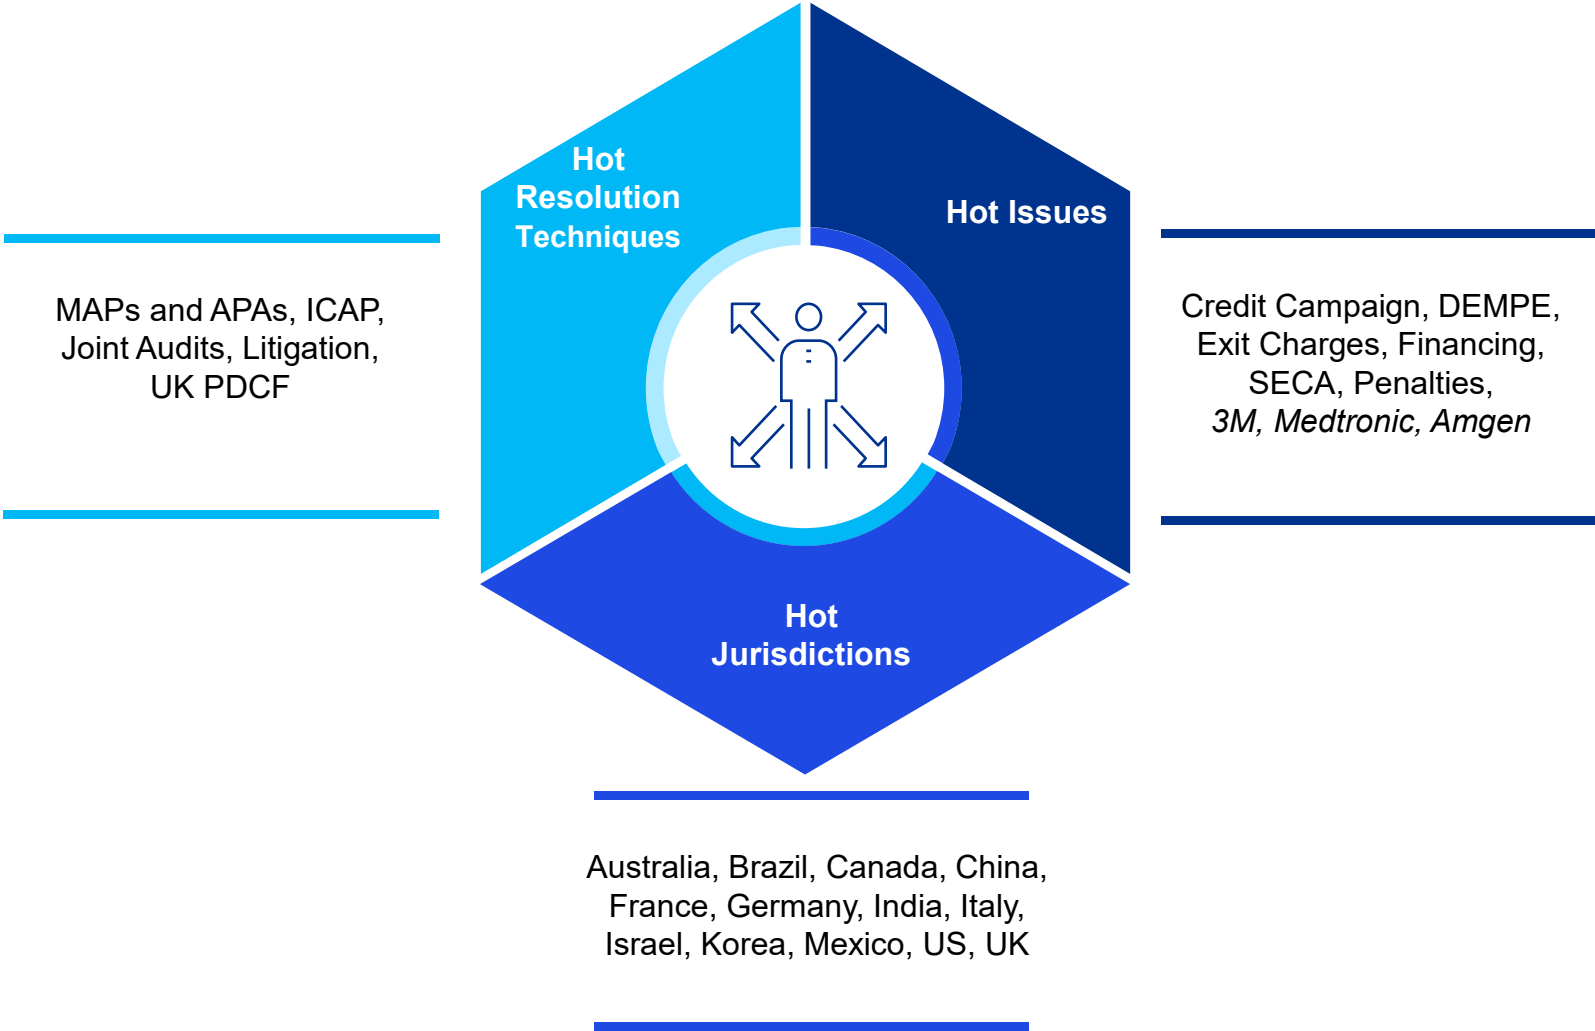 Hot
Resolution
Techniques
MAPs and APAs, ICAP,
Joint Audits, Litigation,
UK PDCF
Hot Issues
Credit Campaign, DEMPE,
Exit Charges, Financing,
SECA, Penalties,
3M, Medtronic, Amgen
Hot
Jurisdictions
Australia, Brazil, Canada, China,
France, Germany, India, Italy,
Israel, Korea, Mexico, US, UK